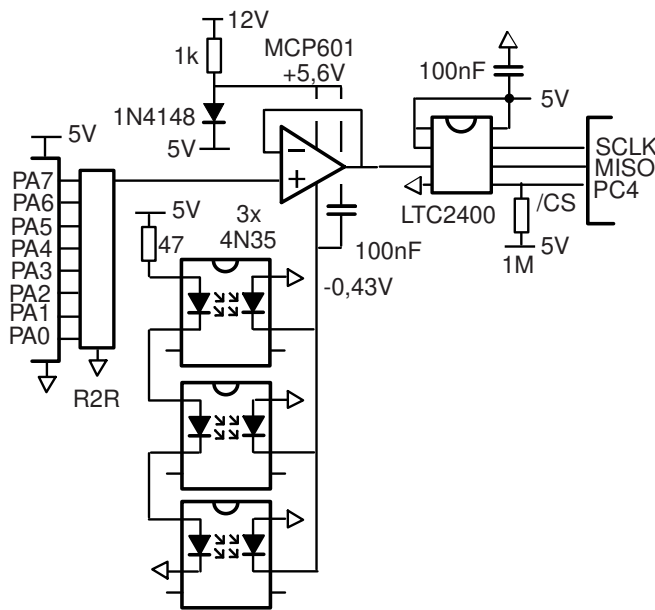 12V
1k
MCP601
+5,6V
100nF
1N4148
5V
5V
5V
SCLK
MISO
PC4
PA7
PA6
PA5
PA4
PA3
PA2
PA1
PA0
R2R
5V
47
3x
4N35
100nF
-0,43V
LTC2400
/CS
5V
1M